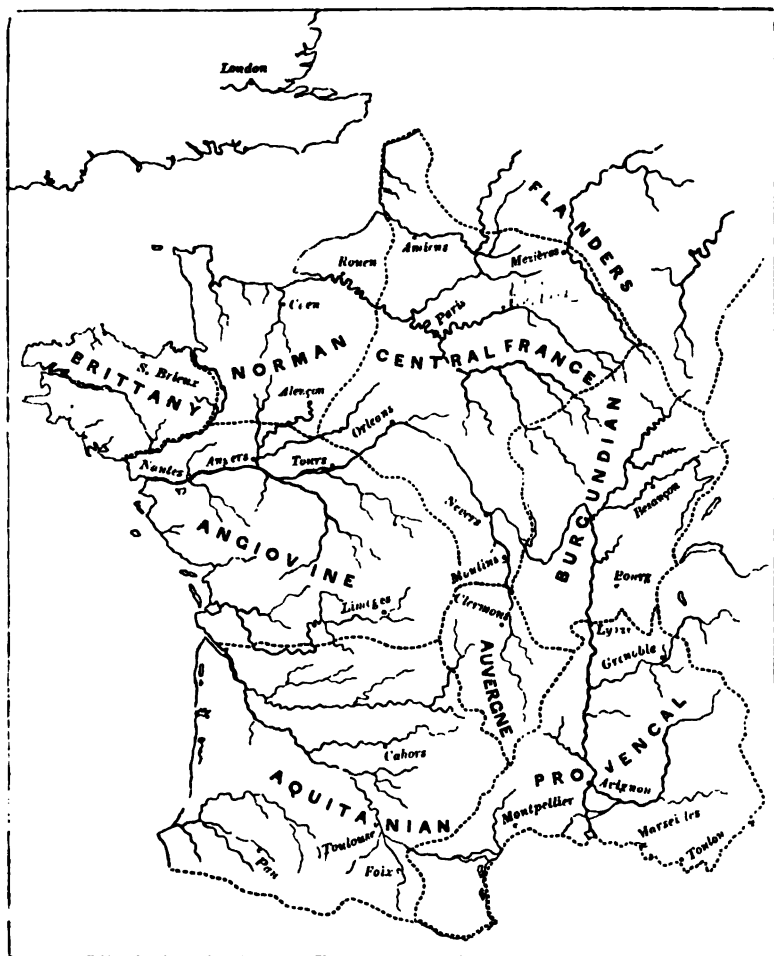 London
FLANDERS
Rouen
Amiens
Mezières
Caen
Paris
NORMAN
CENTRAL FRANCE
BRITTANY
S. Brieux
Alençon
Orleans
Nantes
Angers
Tours
BURGUNDIAN
Besançon
Nevers
ANGIOVINE
Moulins
Bourg
Limoges
Clermont
Lyon
Grenoble
AUVERGNE
PROVENCAL
Cahors
Avignon
AQUITANIAN
Montpellier
Marseilles
Toulouse
Toulon
Pau
Foix